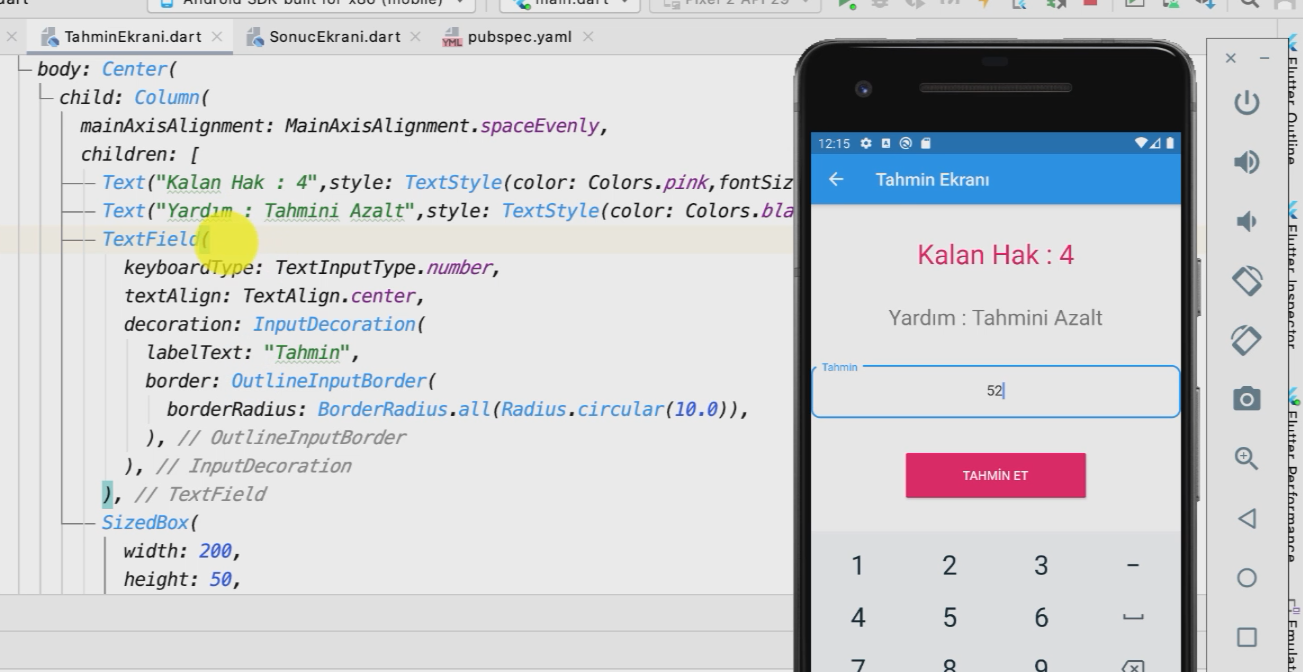 dart
Android SDK built for x86 (mobile)
main.dart
Pixel 2 API 29
TahminEkrani.dart
SonucEkrani.dart
YML pubspec.yaml
body: Center(
child: Column(
mainAxisAlignment: MainAxisAlignment.spaceEvenly,
children: [
Text("Kalan Hak : 4",style: TextStyle(color: Colors.pink,fontSiz
Text("Yardım : Tahmini Azalt",style: TextStyle(color: Colors.bla
TextField(
keyboardType: TextInputType.number,
textAlign: TextAlign.center,
decoration: InputDecoration(
labelText: "Tahmin",
border: OutlineInputBorder(
borderRadius: BorderRadius.all(Radius.circular(10.0)),
), // OutlineInputBorder
), // InputDecoration
), // TextField
SizedBox(
width: 200,
height: 50,
12:15
Tahmin Ekranı
Kalan Hak : 4
Yardım : Tahmini Azalt
Tahmin
52
TAHMİN ET
1 2 3 -
4 5 6
7 8 9
Flutter Outline
Flutter Inspector
Flutter Performance
Emulat